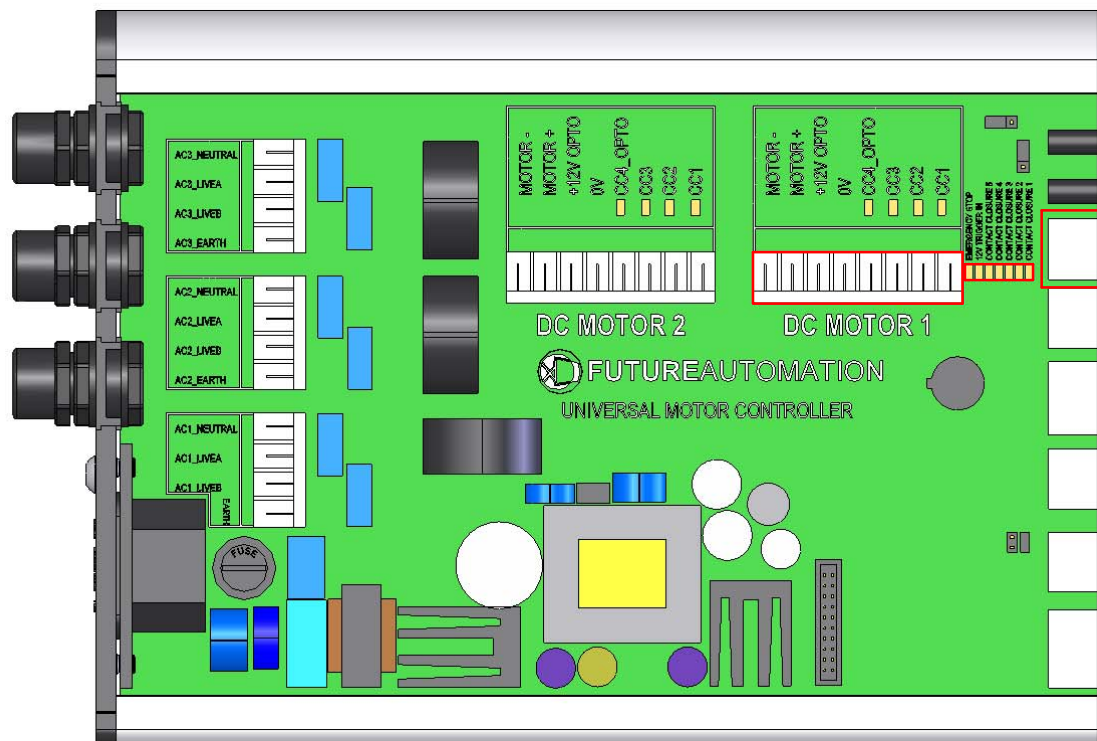 AC3_NEUTRAL
AC3_LIVEA
AC3_LIVEB
AC3_EARTH
MOTOR -
MOTOR +
+12V OPTO
0V
CC4_OPTO
CC3
CC2
CC1
MOTOR -
MOTOR +
+12V OPTO
0V
CC4_OPTO
CC3
CC2
CC1
EMERGENCY STOP
12V TRIGGER IN
CONTACT CLOSURE 5
CONTACT CLOSURE 4
CONTACT CLOSURE 3
CONTACT CLOSURE 2
CONTACT CLOSURE 1
AC2_NEUTRAL
AC2_LIVEA
AC2_LIVEB
AC2_EARTH
DC MOTOR 2
DC MOTOR 1
FUTUREAUTOMATION
UNIVERSAL MOTOR CONTROLLER
AC1_NEUTRAL
AC1_LIVEA
AC1_LIVEB
EARTH
FUSE